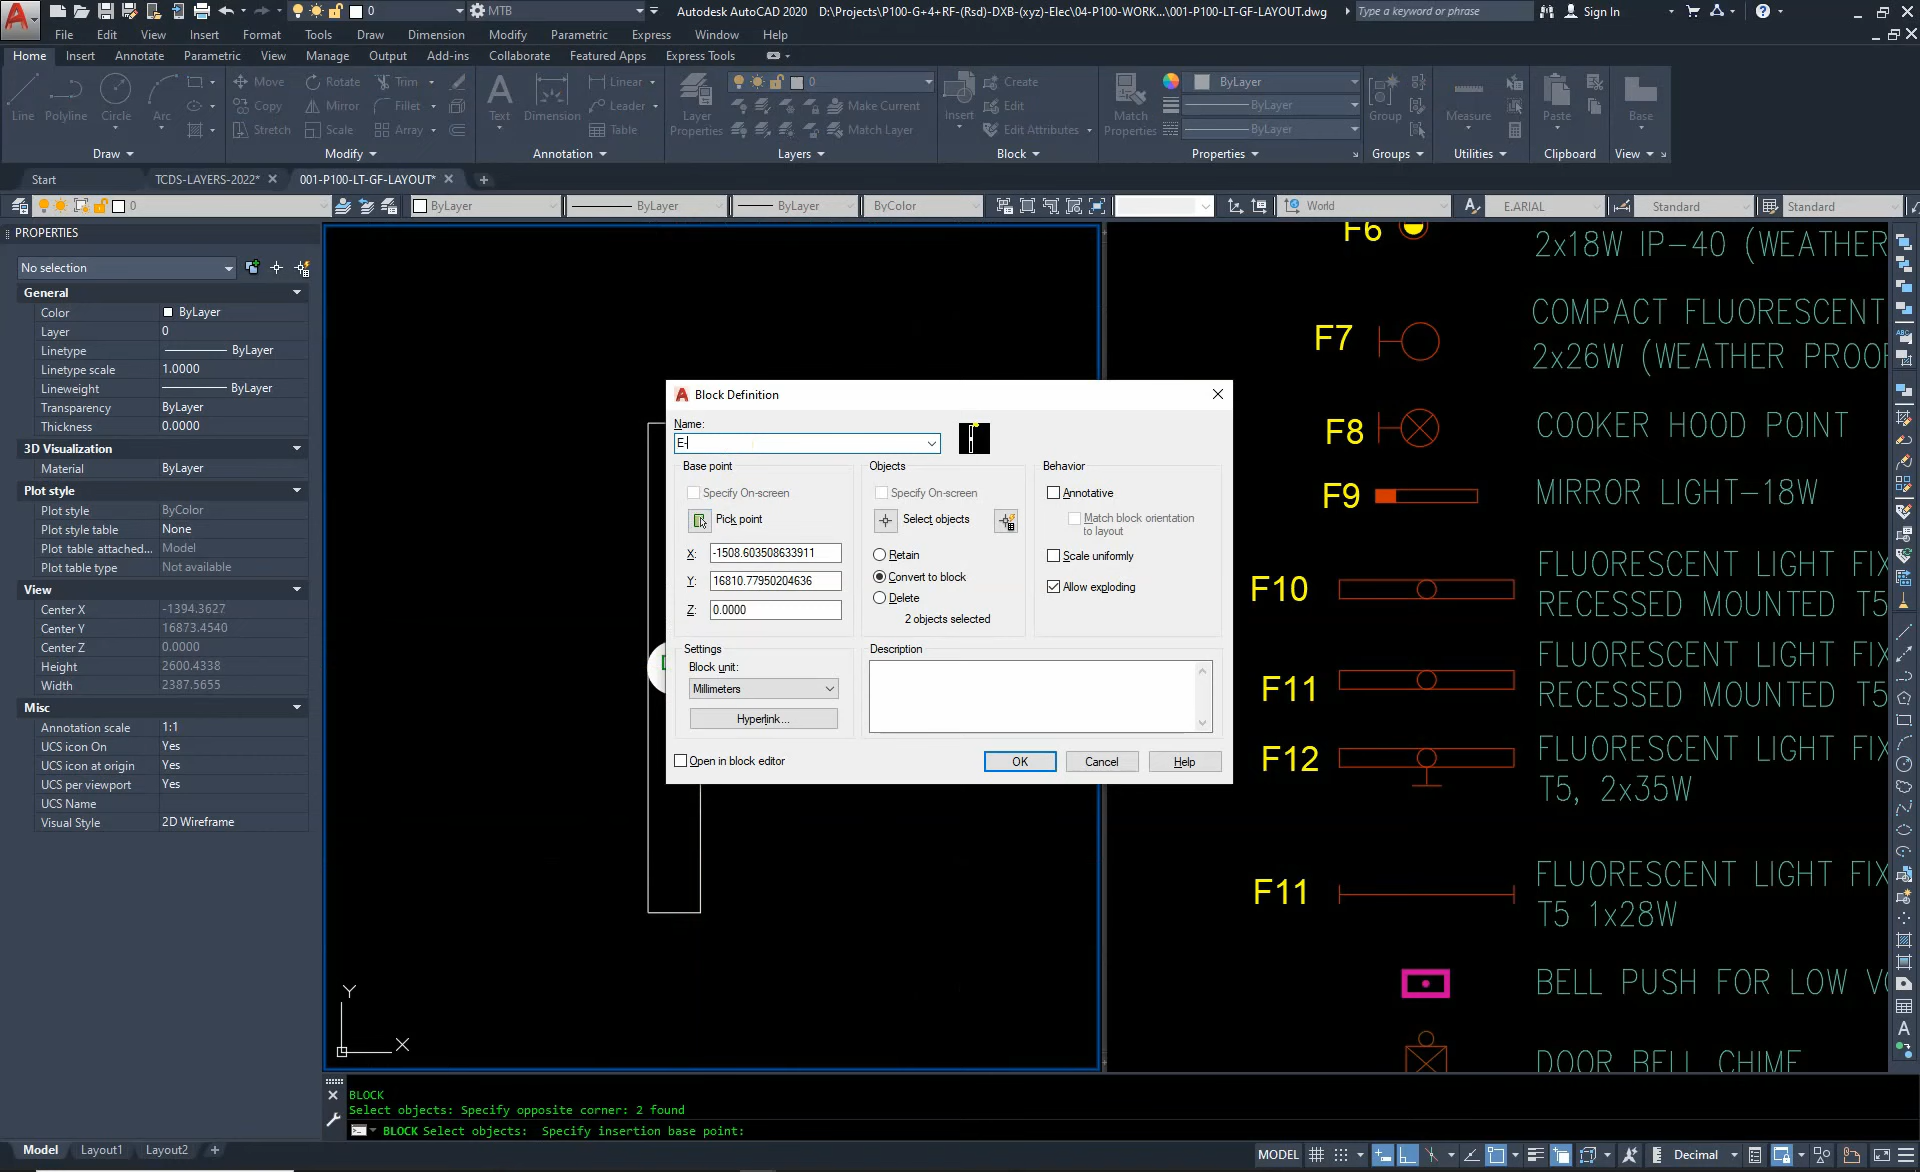 0
MTB
Autodesk AutoCAD 2020 D:\Projects\P100-G+4+RF-(Rsd)-DXB-(xyz)-Elec\04-P100-WORK...\001-P100-LT-GF-LAYOUT.dwg
Type a keyword or phrase
Sign In
File Edit View Insert Format Tools Draw Dimension Modify Parametric Express Window Help
Home Insert Annotate Parametric View Manage Output Add-ins Collaborate Featured Apps Express Tools
Line Polyline Circle Arc
Move Rotate Trim
Copy Mirror Fillet
Stretch Scale Array
Text Dimension
Linear
Leader
Table
Layer Properties
0
Make Current
Match Layer
Insert
Create
Edit
Edit Attributes
Match Properties
ByLayer
ByLayer
ByLayer
Group Measure Paste Base
Draw Modify Annotation Layers Block Properties Groups Utilities Clipboard View
Start TCDS-LAYERS-2022* 001-P100-LT-GF-LAYOUT*
0 ByLayer ByLayer ByLayer ByColor World E.ARIAL Standard Standard
PROPERTIES
No selection
General
Color ByLayer
Layer 0
Linetype ByLayer
Linetype scale 1.0000
Lineweight ByLayer
Transparency ByLayer
Thickness 0.0000
3D Visualization
Material ByLayer
Plot style
Plot style ByColor
Plot style table None
Plot table attached... Model
Plot table type Not available
View
Center X -1394.3627
Center Y 16873.4540
Center Z 0.0000
Height 2600.4338
Width 2387.5655
Misc
Annotation scale 1:1
UCS icon On Yes
UCS icon at origin Yes
UCS per viewport Yes
UCS Name
Visual Style 2D Wireframe
Y
X
Block Definition
Name:
E-
Base point
Specify On-screen
Pick point
X: -1508.603508633911
Y: 16810.77950204636
Z: 0.0000
Objects
Specify On-screen
Select objects
Retain
Convert to block
Delete
2 objects selected
Behavior
Annotative
Match block orientation
to layout
Scale uniformly
Allow exploding
Settings
Block unit:
Millimeters
Hyperlink...
Description
Open in block editor
OK Cancel Help
F6
2x18W IP-40 (WEATHER
F7
COMPACT FLUORESCENT
2x26W (WEATHER PROOF
F8 COOKER HOOD POINT
F9 MIRROR LIGHT-18W
F10
FLUORESCENT LIGHT FIX
RECESSED MOUNTED T5
F11
FLUORESCENT LIGHT FIX
RECESSED MOUNTED T5
F12
FLUORESCENT LIGHT FIX
T5, 2x35W
F11
FLUORESCENT LIGHT FIX
T5 1x28W
BELL PUSH FOR LOW VO
DOOR BELL CHIME
BLOCK
Select objects: Specify opposite corner: 2 found
BLOCK Select objects: Specify insertion base point:
Model Layout1 Layout2
MODEL Decimal